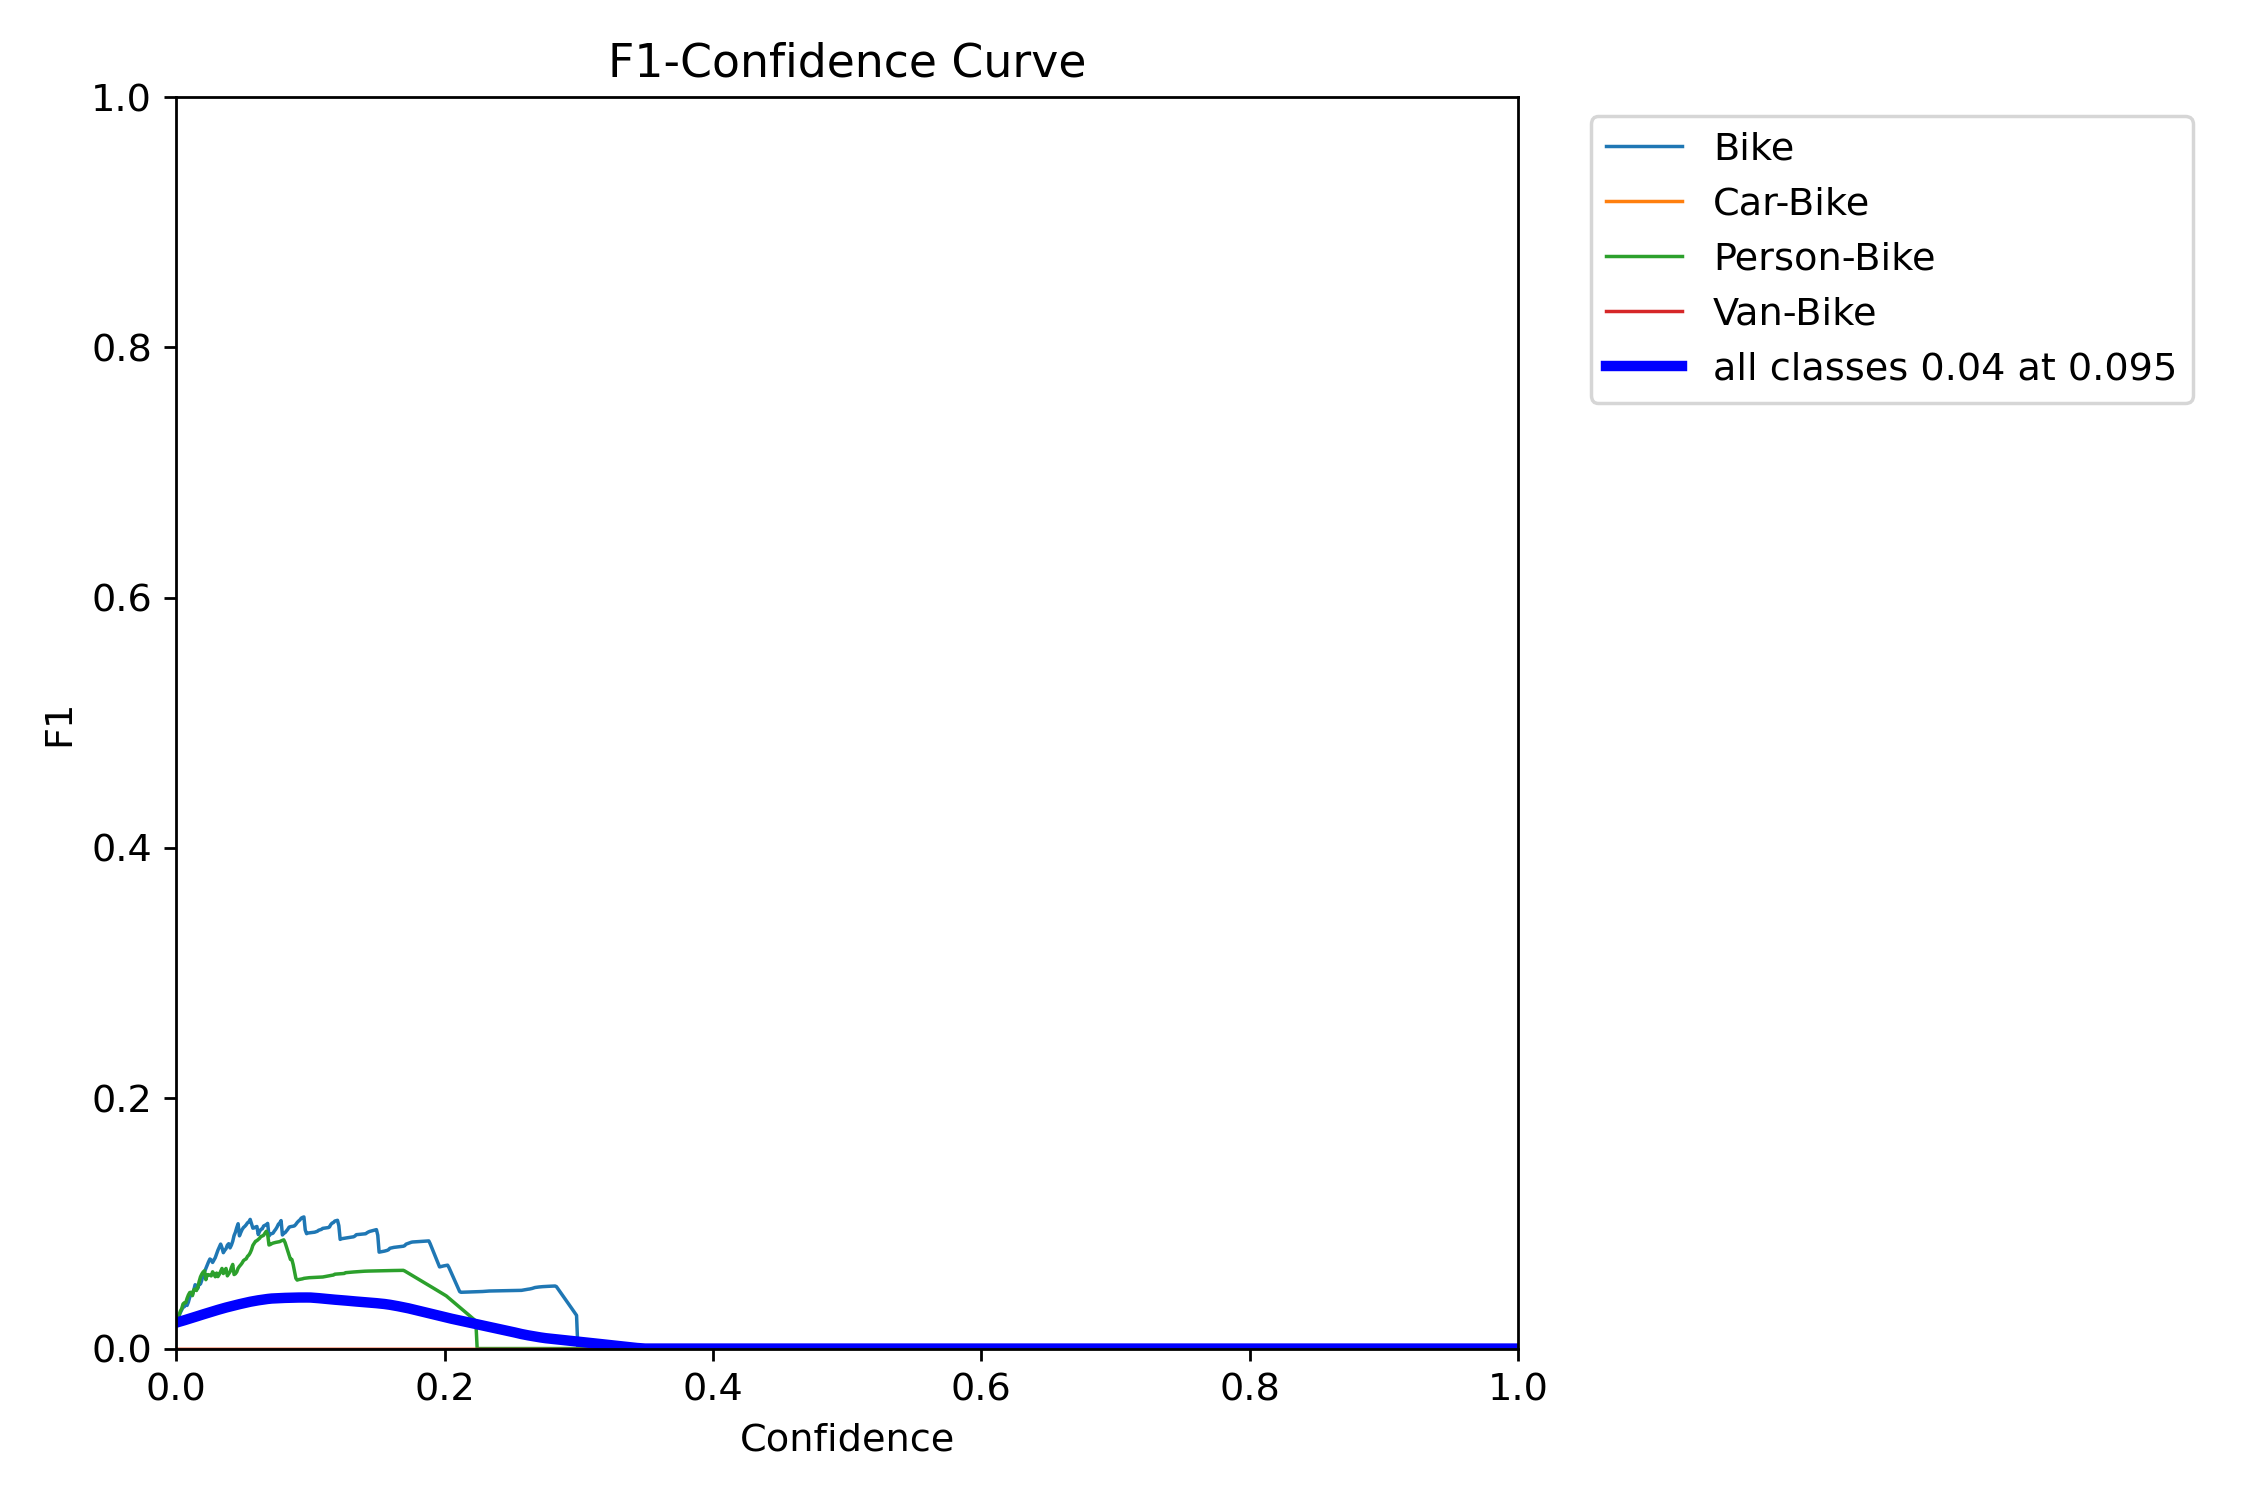 F1-Confidence Curve
1.0
0.8
0.6
0.4
0.2
0.0
F1
0.0 0.2 0.4 0.6 0.8 1.0
Confidence
Bike
Car-Bike
Person-Bike
Van-Bike
all classes 0.04 at 0.095